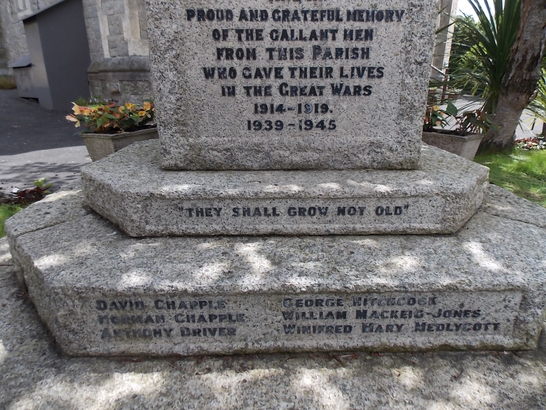 PROUD AND GRATEFUL MEMORY
OF THE GALLANT MEN
FROM THIS PARISH
WHO GAVE THEIR LIVES
IN THE GREAT WARS
1914-1919.
1939-1945
"THEY SHALL GROW NOT OLD"
DAVID CHAPPLE
NORMAN CHAPPLE
ANTHONY DRIVER
GEORGE HITCHCOCK
WILLIAM MACKEIG-JONES
WINIFRED MARY MEDLYCOTT